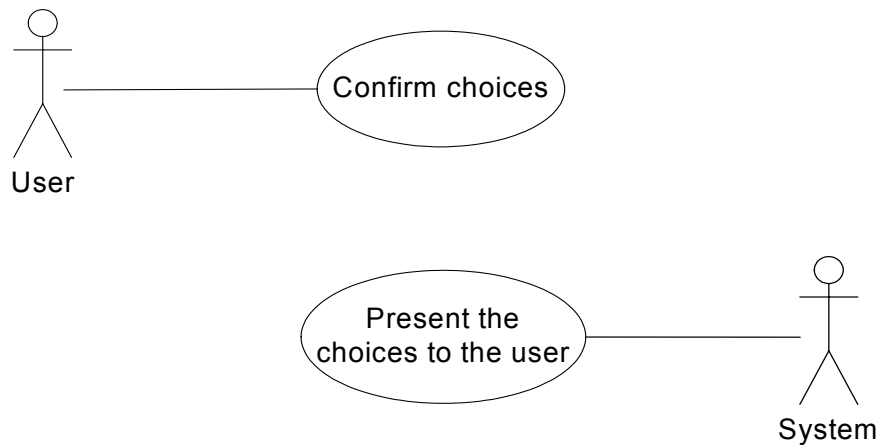 Confirm choices
User
Present the
choices to the user
System